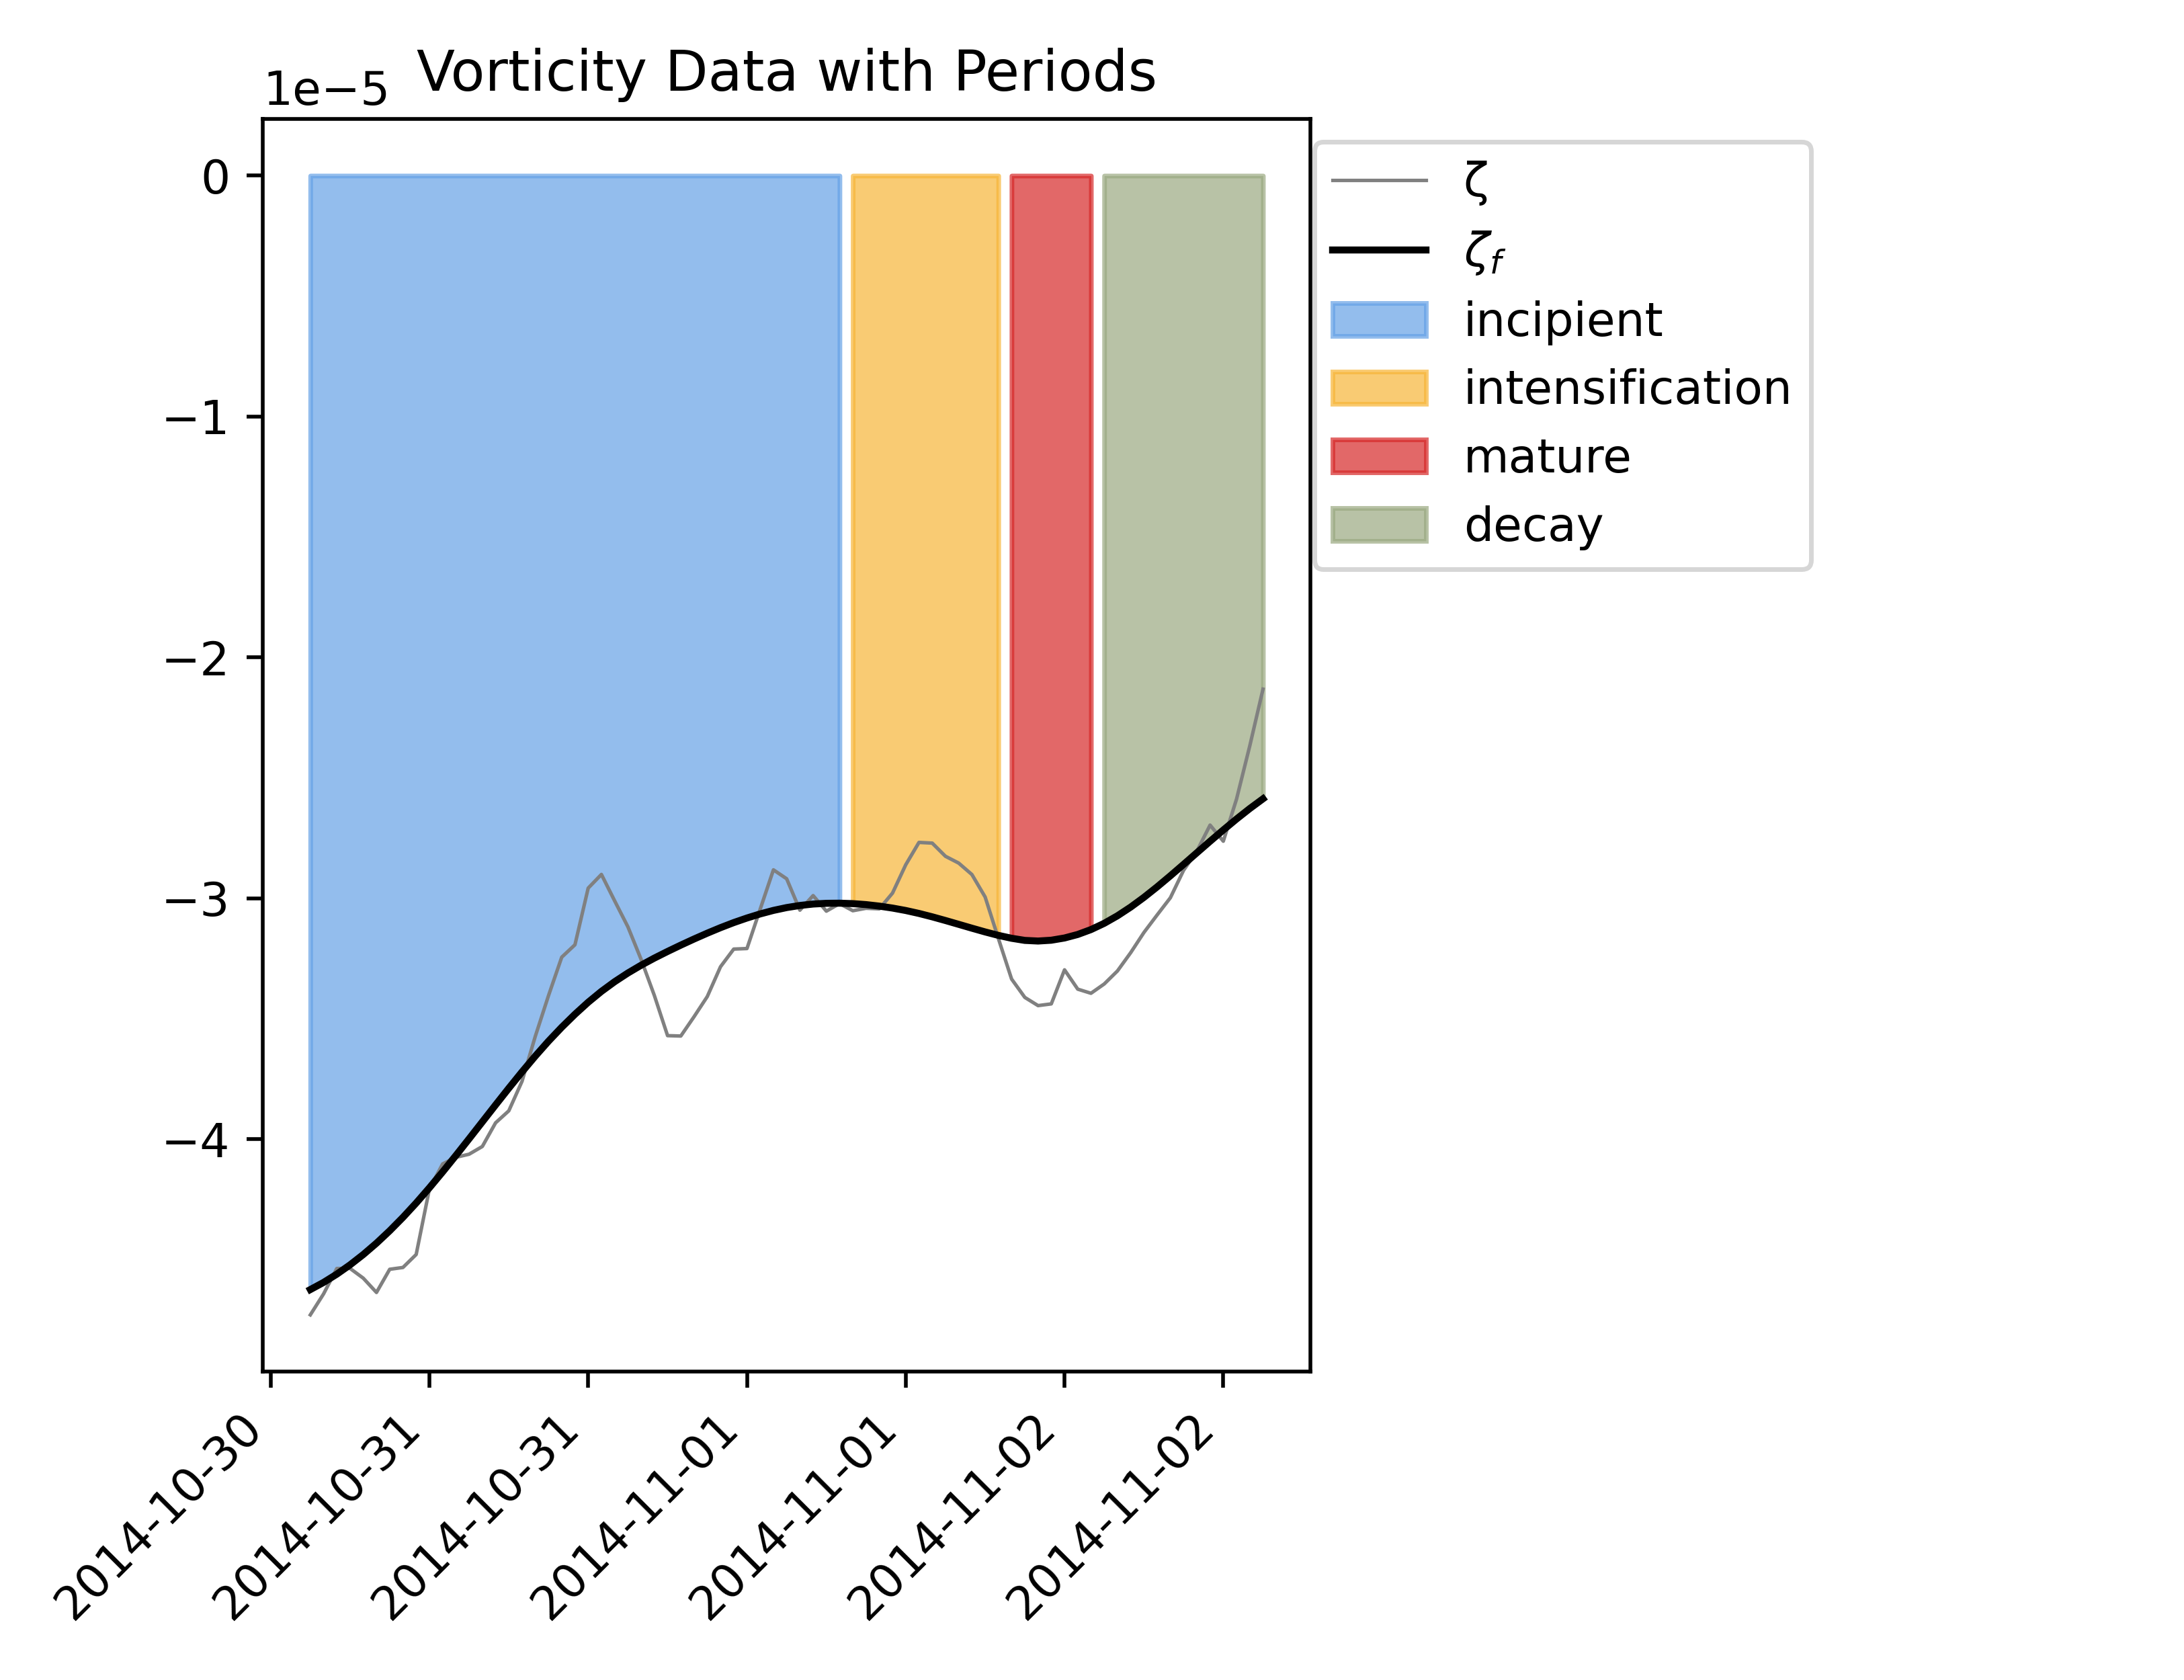 Vorticity Data with Periods
1e−5
0
−1
−2
−3
−4
2014-10-30
2014-10-31
2014-10-31
2014-11-01
2014-11-01
2014-11-02
2014-11-02
ζ
ζf
incipient
intensification
mature
decay